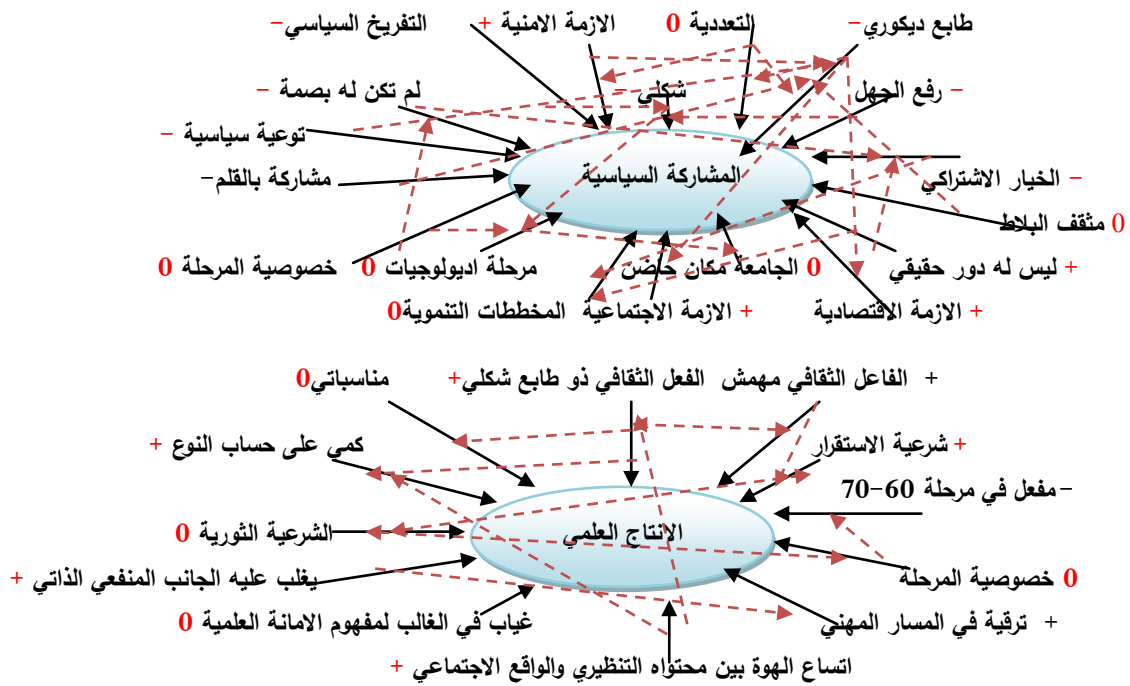 طابع ديكوري - التعددية 0 الازمة الامنية + التفريخ السياسي -
رفع الجهل - شكلي - لم تكن له بصمة -
توعية سياسية -
الخيار الاشتراكي - المشاركة السياسية مشاركة بالقلم -
مثقف البلاط 0
ليس له دور حقيقي + الجامعة مكان حاضن 0 مرحلة اديولوجيات 0 خصوصية المرحلة 0
الازمة الاقتصادية + الازمة الاجتماعية + المخططات التنموية 0
الفاعل الثقافي مهمش + الفعل الثقافي ذو طابع شكلي + مناسباتي 0
شرعية الاستقرار + كمي على حساب النوع +
مفعل في مرحلة 60-70 -
الانتاج العلمي الشرعية الثورية 0
خصوصية المرحلة 0 يغلب عليه الجانب المنفعي الذاتي +
ترقية في المسار المهني + غياب في الغالب لمفهوم الامانة العلمية 0
اتساع الهوة بين محتواه التنظيري والواقع الاجتماعي +